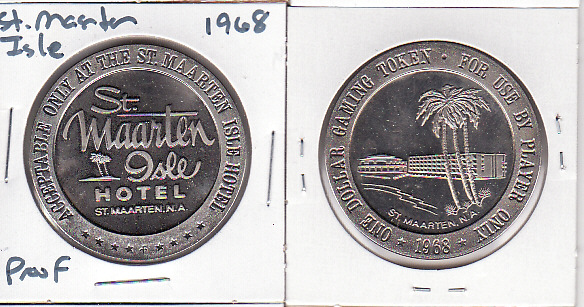 St. Maarten 1968
Isle
ACCEPTABLE ONLY AT THE ST. MAARTEN ISLE HOTEL
St.
Maarten
Isle
HOTEL
ST. MAARTEN, N.A.
Proof
ONE DOLLAR GAMING TOKEN · FOR USE BY PLAYER ONLY
ST. MAARTEN, N.A.
1968